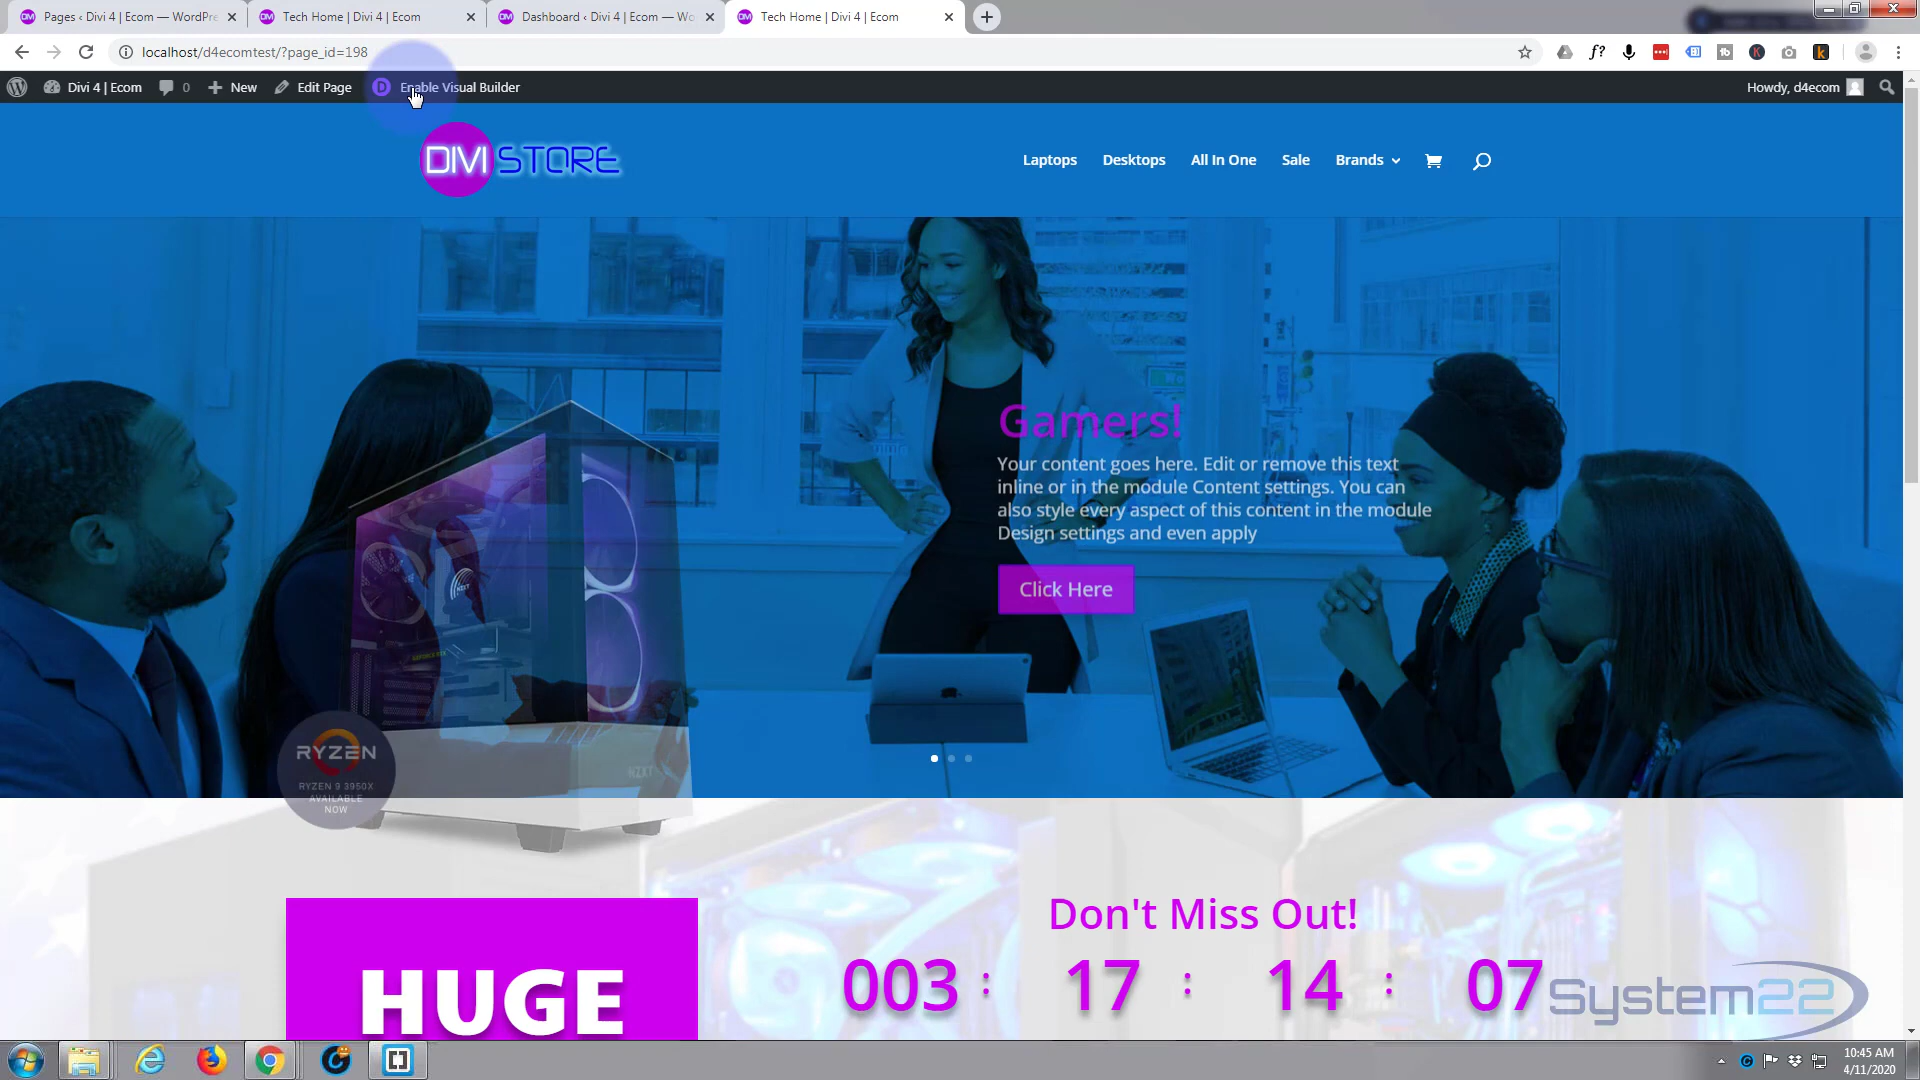 Pages ‹ Divi 4 | Ecom — WordPre
Tech Home | Divi 4 | Ecom
Dashboard ‹ Divi 4 | Ecom — Wo
Tech Home | Divi 4 | Ecom
localhost/d4ecomtest/?page_id=198
Divi 4 | Ecom
0
New
Edit Page
Enable Visual Builder
Howdy, d4ecom
DIVI STORE
Laptops
Desktops
All In One
Sale
Brands
Gamers!
Your content goes here. Edit or remove this text
inline or in the module Content settings. You can
also style every aspect of this content in the module
Design settings and even apply
Click Here
RYZEN
RYZEN 9 3950X
AVAILABLE
NOW
NZXT
Don't Miss Out!
003 : 17 : 14 : 07
HUGE
System22
10:45 AM
4/11/2020